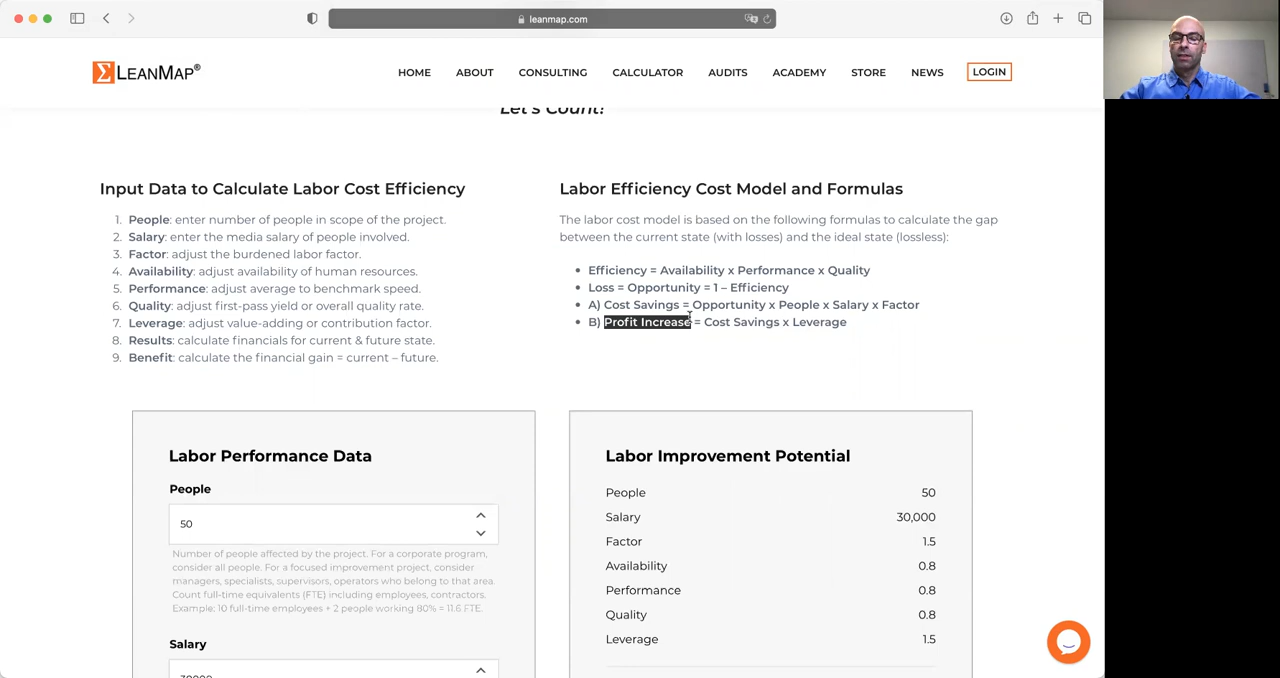 leanmap.com
LEANMAP®
HOME
ABOUT
CONSULTING
CALCULATOR
AUDITS
ACADEMY
STORE
NEWS
LOGIN
Let's Count!
Input Data to Calculate Labor Cost Efficiency
1. People: enter number of people in scope of the project.
2. Salary: enter the media salary of people involved.
3. Factor: adjust the burdened labor factor.
4. Availability: adjust availability of human resources.
5. Performance: adjust average to benchmark speed.
6. Quality: adjust first-pass yield or overall quality rate.
7. Leverage: adjust value-adding or contribution factor.
8. Results: calculate financials for current & future state.
9. Benefit: calculate the financial gain = current – future.
Labor Efficiency Cost Model and Formulas
The labor cost model is based on the following formulas to calculate the gap
between the current state (with losses) and the ideal state (lossless):
• Efficiency = Availability x Performance x Quality
• Loss = Opportunity = 1 – Efficiency
• A) Cost Savings = Opportunity x People x Salary x Factor
• B) Profit Increase = Cost Savings x Leverage
Labor Performance Data
People
50
Number of people affected by the project. For a corporate program,
consider all people. For a focused improvement project, consider
managers, specialists, supervisors, operators who belong to that area.
Count full-time equivalents (FTE) including employees, contractors.
Example: 10 full-time employees + 2 people working 80% = 11.6 FTE.
Salary
30000
Labor Improvement Potential
People 50
Salary 30,000
Factor 1.5
Availability 0.8
Performance 0.8
Quality 0.8
Leverage 1.5